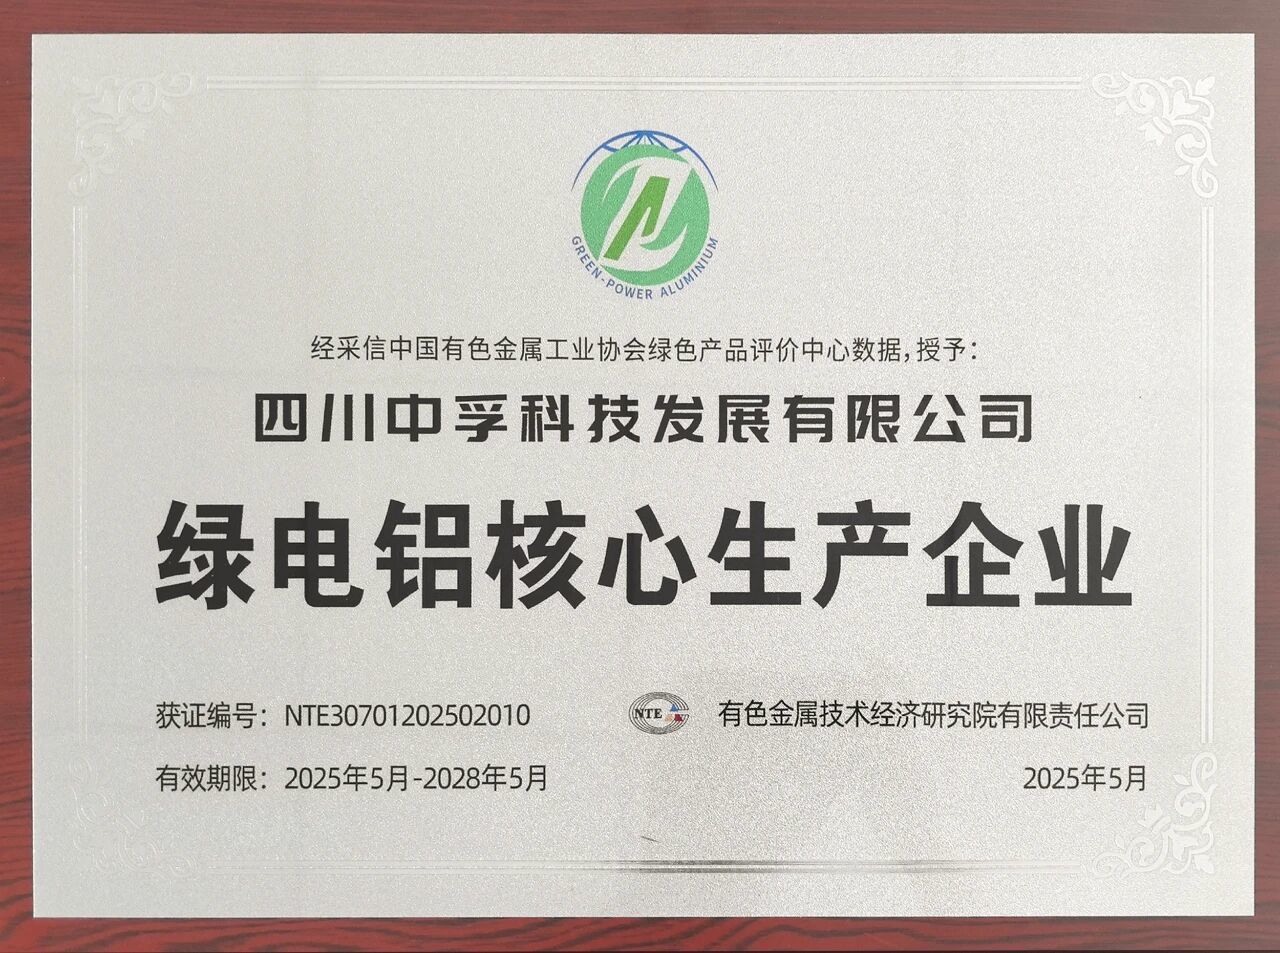 GREEN-POWER ALUMINIUM
经采信中国有色金属工业协会绿色产品评价中心数据，授予：
四川中孚科技发展有限公司
绿电铝核心生产企业
获证编号：NTE30701202502010
NTE 有色金属技术经济研究院有限责任公司
有效期限：2025年5月-2028年5月
2025年5月